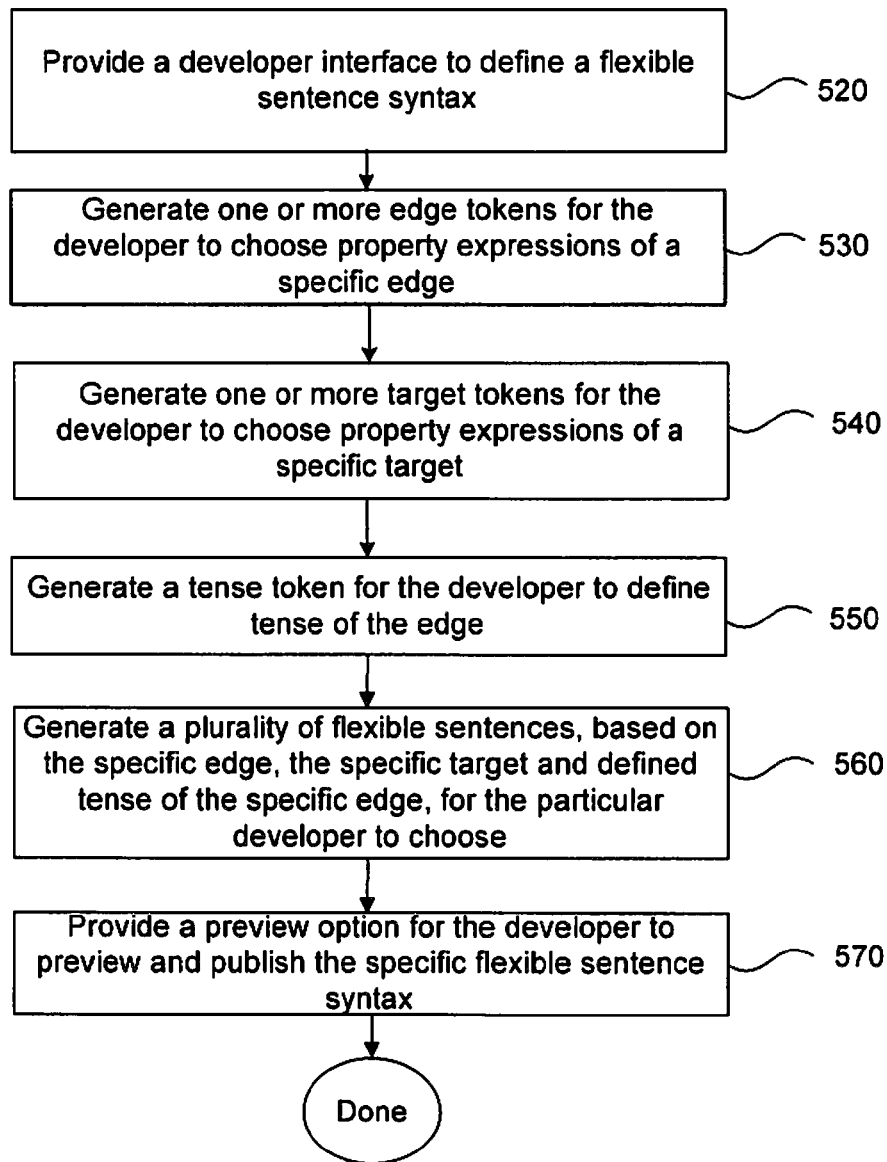 Provide a developer interface to define a flexible
sentence syntax
520
Generate one or more edge tokens for the
developer to choose property expressions of a
specific edge
530
Generate one or more target tokens for the
developer to choose property expressions of a
specific target
540
Generate a tense token for the developer to define
tense of the edge
550
Generate a plurality of flexible sentences, based on
the specific edge, the specific target and defined
tense of the specific edge, for the particular
developer to choose
560
Provide a preview option for the developer to
preview and publish the specific flexible sentence
syntax
570
Done